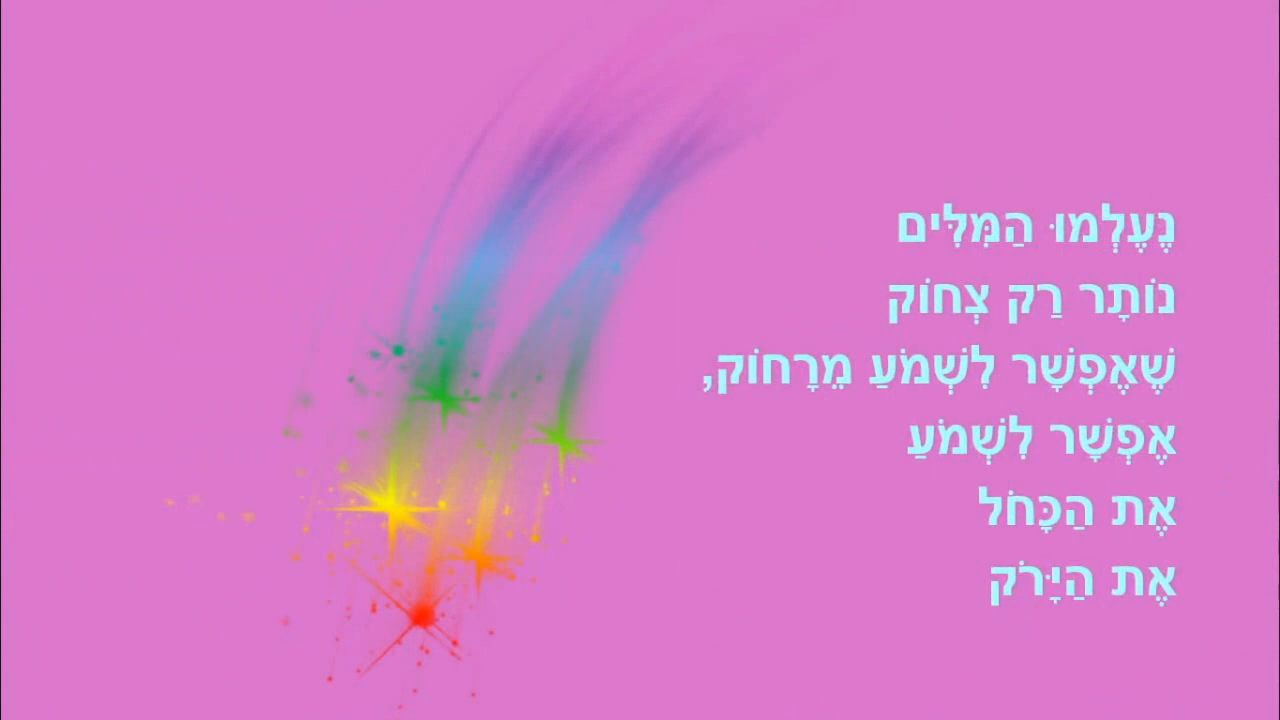 נֶעֶלְמוּ הַמִּלִּים
נוֹתָר רַק צְחוֹק
שֶׁאֶפְשָׁר לִשְׁמֹעַ מֵרָחוֹק,
אֶפְשָׁר לִשְׁמֹעַ
אֶת הַכָּחֹל
אֶת הַיָּרֹק